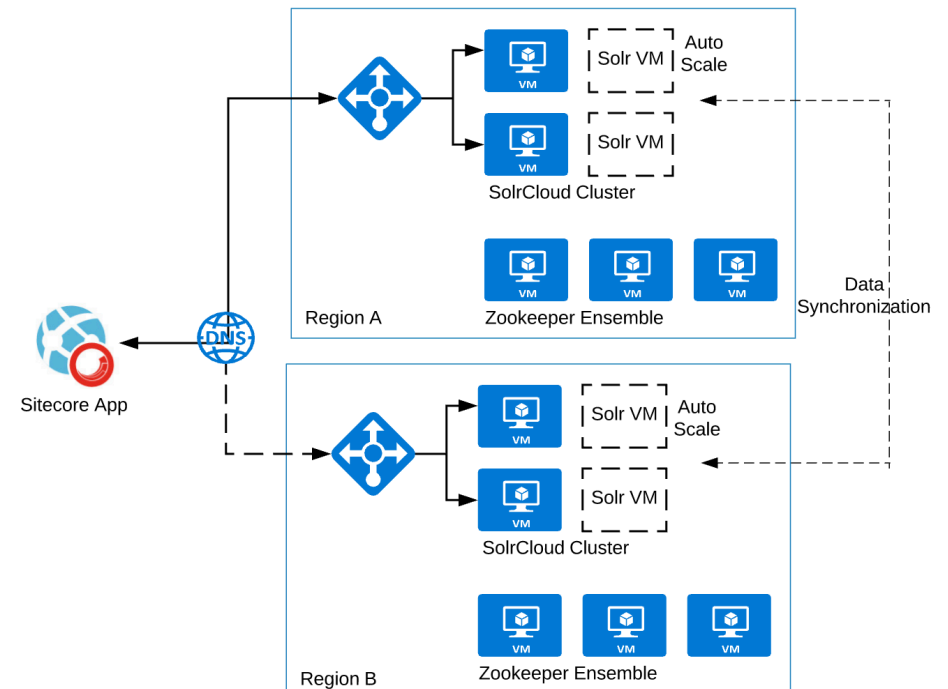 VM
Solr VM
Auto
Scale
VM
Solr VM
SolrCloud Cluster
VM
VM
VM
Region A
Zookeeper Ensemble
Data
Synchronization
DNS
Sitecore App
VM
Solr VM
Auto
Scale
VM
Solr VM
SolrCloud Cluster
VM
VM
VM
Region B
Zookeeper Ensemble